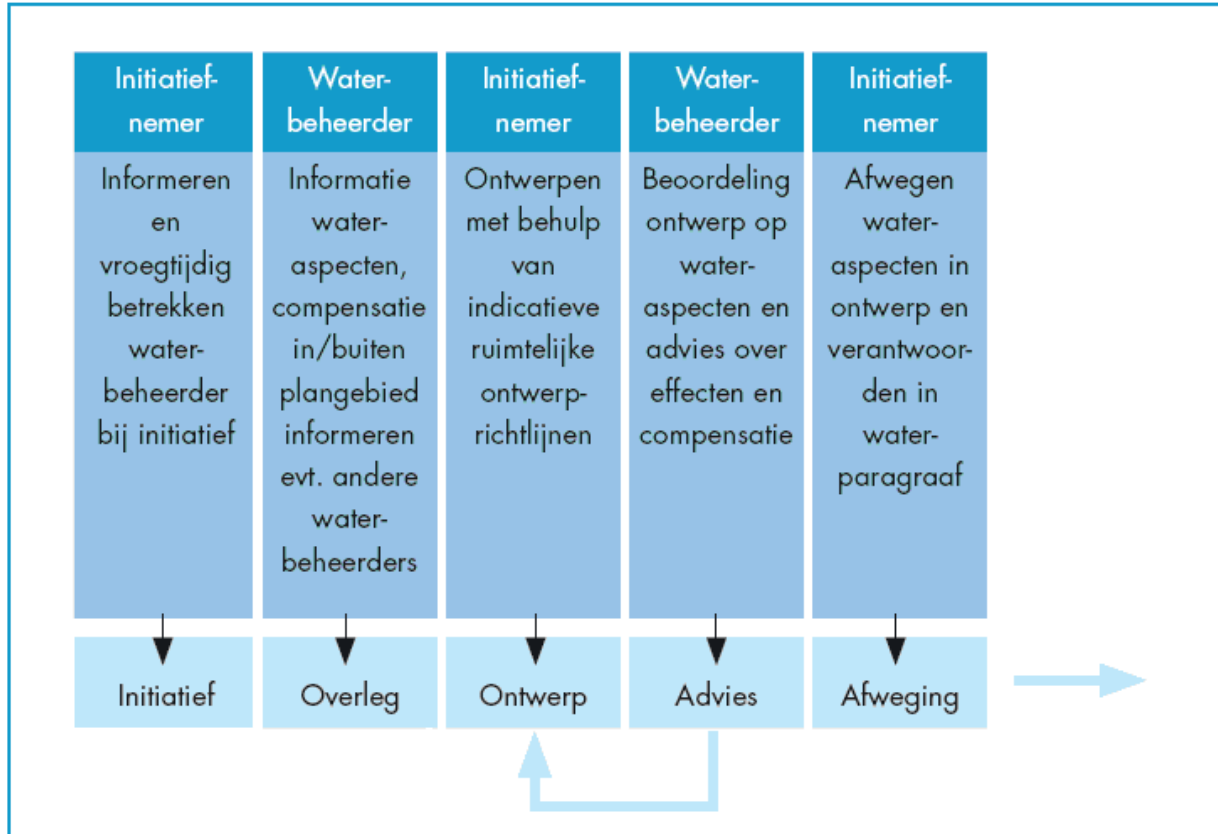 Initiatief-
nemer
Informeren
en
vroegtijdig
betrekken
water-
beheerder
bij initiatief
Initiatief
Water-
beheerder
Informatie
water-
aspecten,
compensatie
in/buiten
plangebied
informeren
evt. andere
water-
beheerders
Overleg
Initiatief-
nemer
Ontwerpen
met behulp
van
indicatieve
ruimtelijke
ontwerp-
richtlijnen
Ontwerp
Water-
beheerder
Beoordeling
ontwerp op
water-
aspecten en
advies over
effecten en
compensatie
Advies
Initiatief-
nemer
Afwegen
water-
aspecten in
ontwerp en
verantwoor-
den in
water-
paragraaf
Afweging